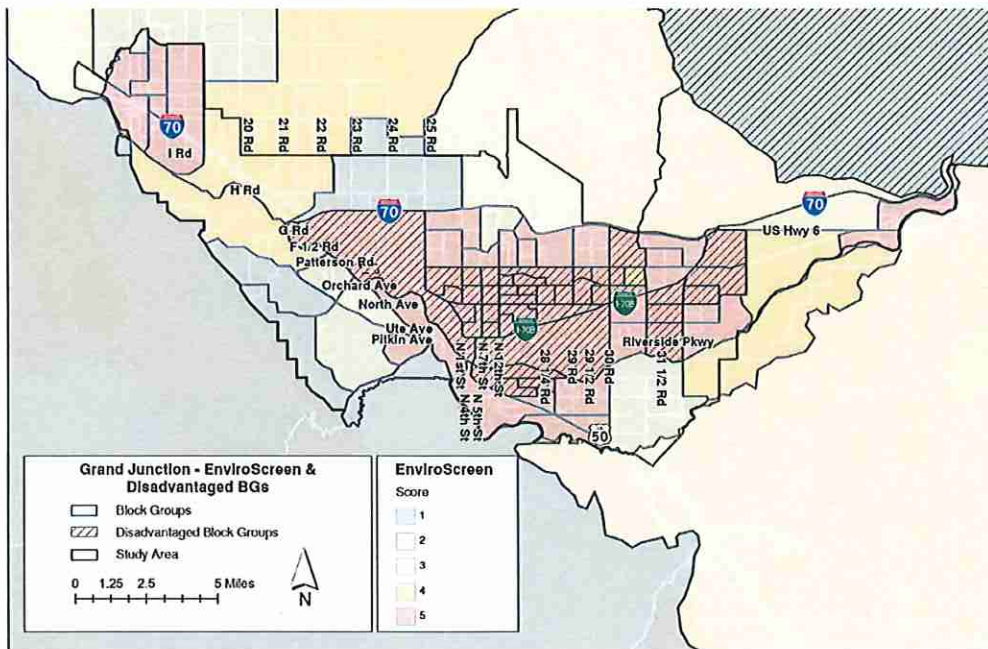 70
I Rd
20 Rd
21 Rd
22 Rd
23 Rd
24 Rd
25 Rd
H Rd
70
70
G Rd
US Hwy 6
F 1/2 Rd
Patterson Rd
Orchard Ave
North Ave
Ute Ave
Pitkin Ave
I-70B
I-70B
Riverside Pkwy
N 1st St
N 4th St
N 7th St
N 5th St
N 12th St
28 1/4 Rd
29 Rd
29 1/2 Rd
30 Rd
31 1/2 Rd
50
Grand Junction - EnviroScreen &
Disadvantaged BGs
Block Groups
Disadvantaged Block Groups
Study Area
0 1.25 2.5 5 Miles
N
EnviroScreen
Score
1
2
3
4
5